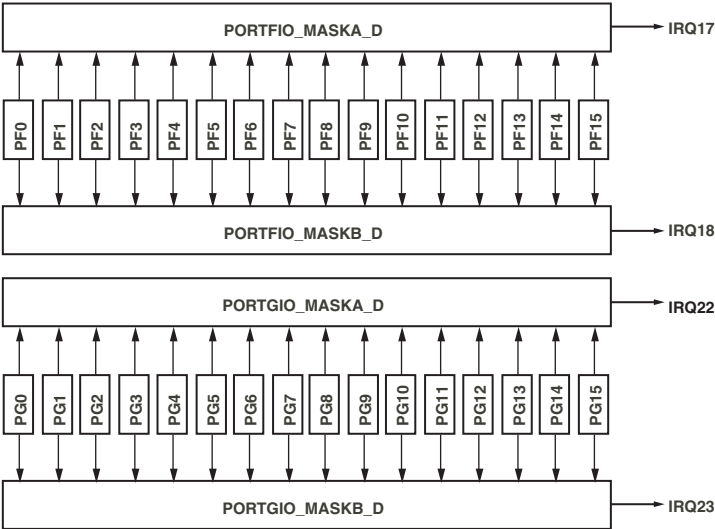 PORTFIO_MASKA_D
IRQ17
PF0 PF1 PF2 PF3 PF4 PF5 PF6 PF7 PF8 PF9 PF10 PF11 PF12 PF13 PF14 PF15
PORTFIO_MASKB_D
IRQ18
PORTGIO_MASKA_D
IRQ22
PG0 PG1 PG2 PG3 PG4 PG5 PG6 PG7 PG8 PG9 PG10 PG11 PG12 PG13 PG14 PG15
PORTGIO_MASKB_D
IRQ23